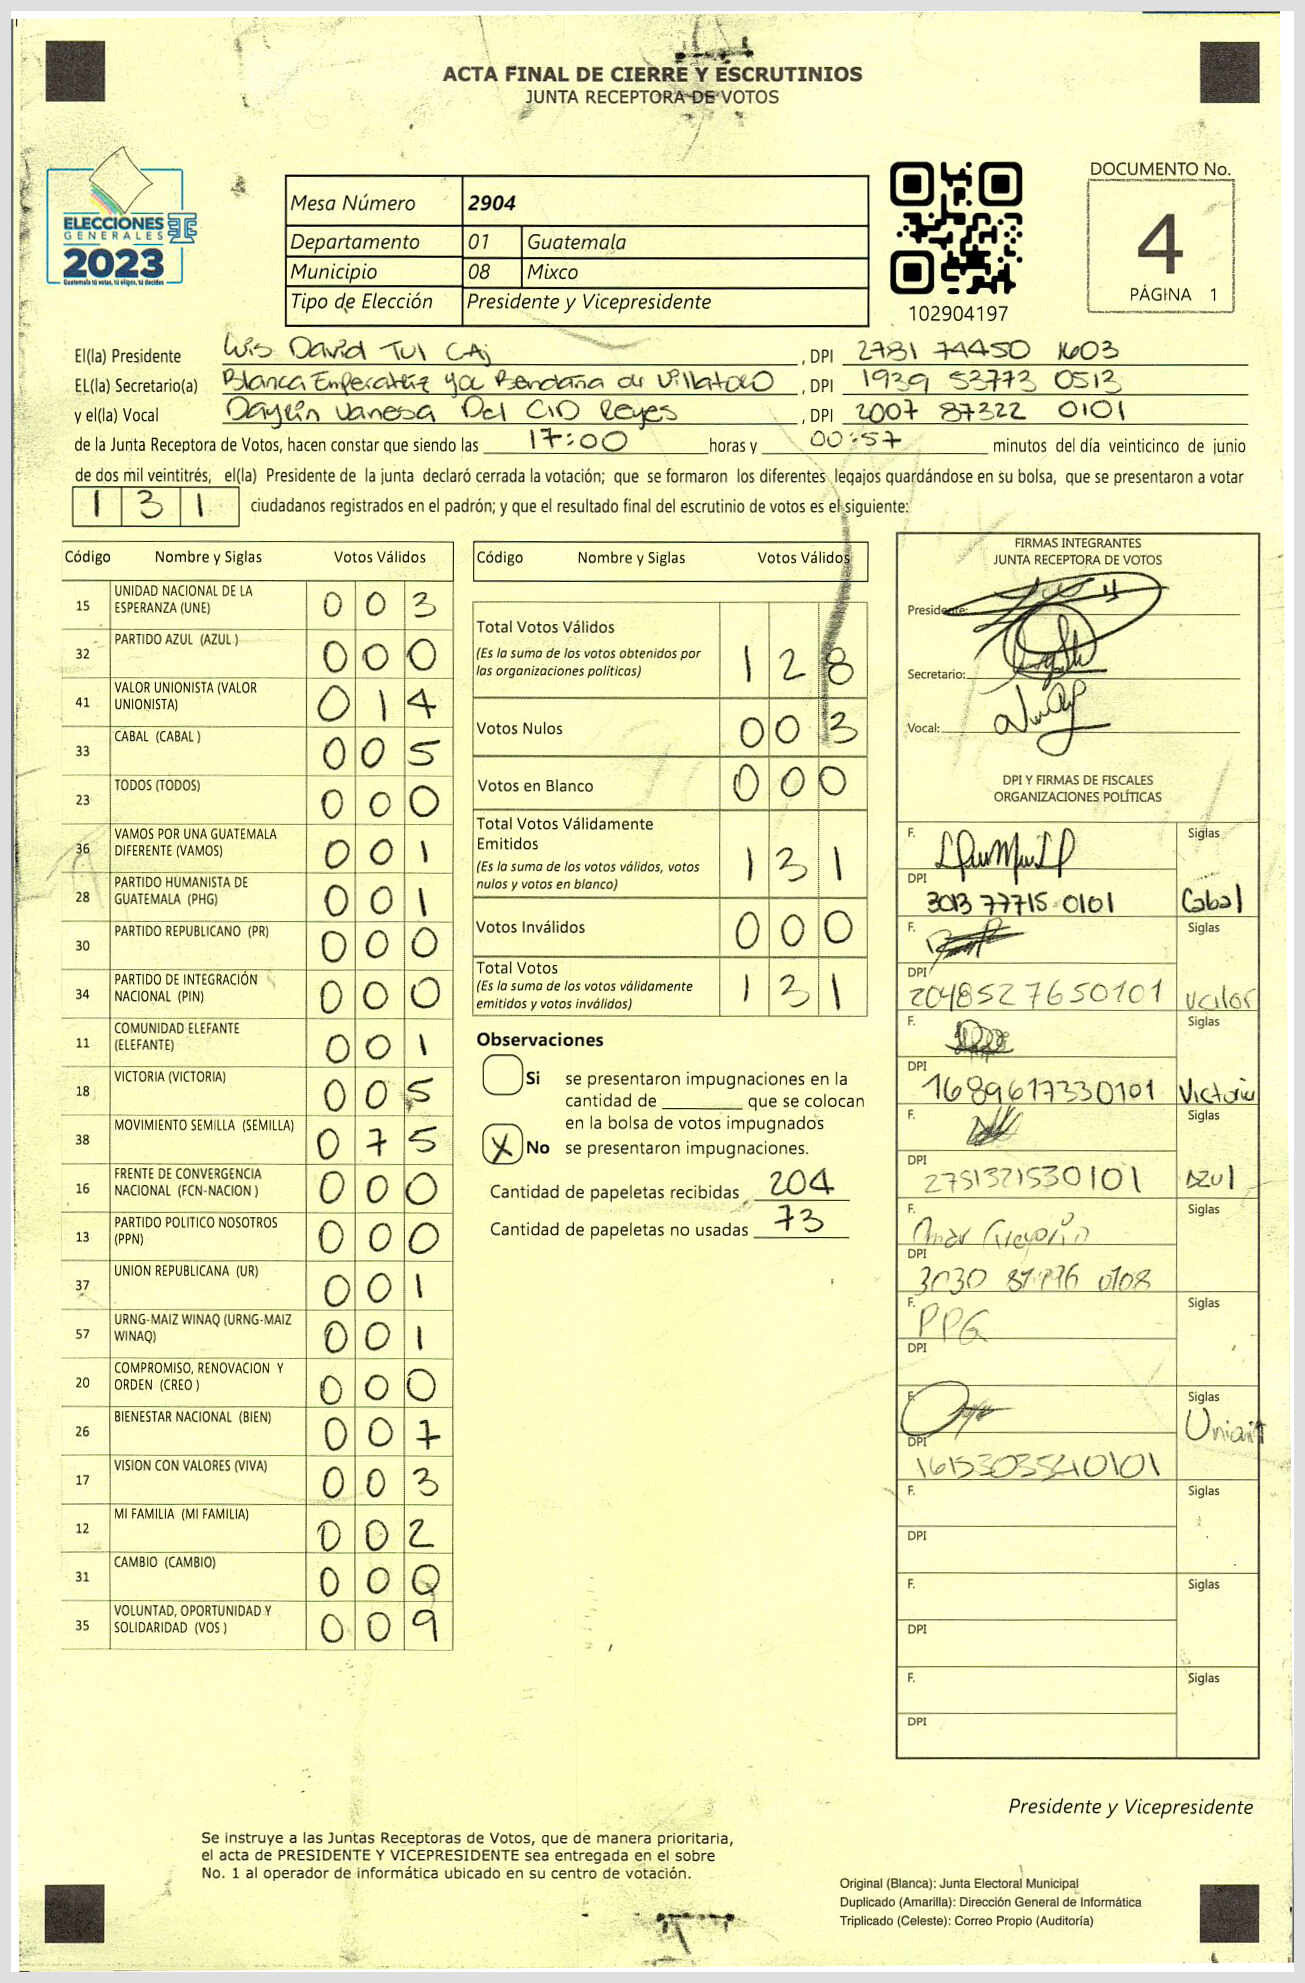 ACTA FINAL DE CIERRE Y ESCRUTINIOS
JUNTA RECEPTORA DE VOTOS
ELECCIONES
GENERALES
2023
Guatemala tú votas, tú eliges, tú decides
Mesa Número 2904
Departamento 01 Guatemala
Municipio 08 Mixco
Tipo de Elección Presidente y Vicepresidente
102904197
DOCUMENTO No.
4
PÁGINA 1
El(la) Presidente Luis David Tul CAj , DPI 2781 74450 1603
EL(la) Secretario(a) Blanca Emperatriz Yoc Bendaña de Villatoro , DPI 1939 53773 0513
y el(la) Vocal Daylin Vanesa Del CID Reyes , DPI 2007 87322 0101
de la Junta Receptora de Votos, hacen constar que siendo las 17:00 horas y 00:57 minutos del día veinticinco de junio
de dos mil veintitrés, el(la) Presidente de la junta declaró cerrada la votación; que se formaron los diferentes legajos guardándose en su bolsa, que se presentaron a votar
1 3 1 ciudadanos registrados en el padrón; y que el resultado final del escrutinio de votos es el siguiente:
Código Nombre y Siglas Votos Válidos
15 UNIDAD NACIONAL DE LA ESPERANZA (UNE) 0 0 3
32 PARTIDO AZUL (AZUL ) 0 0 0
41 VALOR UNIONISTA (VALOR UNIONISTA) 0 1 4
33 CABAL (CABAL ) 0 0 5
23 TODOS (TODOS) 0 0 0
36 VAMOS POR UNA GUATEMALA DIFERENTE (VAMOS) 0 0 1
28 PARTIDO HUMANISTA DE GUATEMALA (PHG) 0 0 1
30 PARTIDO REPUBLICANO (PR) 0 0 0
34 PARTIDO DE INTEGRACIÓN NACIONAL (PIN) 0 0 0
11 COMUNIDAD ELEFANTE (ELEFANTE) 0 0 1
18 VICTORIA (VICTORIA) 0 0 5
38 MOVIMIENTO SEMILLA (SEMILLA) 0 7 5
16 FRENTE DE CONVERGENCIA NACIONAL (FCN-NACION ) 0 0 0
13 PARTIDO POLITICO NOSOTROS (PPN) 0 0 0
37 UNION REPUBLICANA (UR) 0 0 1
57 URNG-MAIZ WINAQ (URNG-MAIZ WINAQ) 0 0 1
20 COMPROMISO, RENOVACION Y ORDEN (CREO ) 0 0 0
26 BIENESTAR NACIONAL (BIEN) 0 0 7
17 VISION CON VALORES (VIVA) 0 0 3
12 MI FAMILIA (MI FAMILIA) 0 0 2
31 CAMBIO (CAMBIO) 0 0 0
35 VOLUNTAD, OPORTUNIDAD Y SOLIDARIDAD (VOS ) 0 0 9
Código Nombre y Siglas Votos Válidos
Total Votos Válidos 1 2 8
(Es la suma de los votos obtenidos por
las organizaciones políticas)
Votos Nulos 0 0 3
Votos en Blanco 0 0 0
Total Votos Válidamente
Emitidos 1 3 1
(Es la suma de los votos válidos, votos
nulos y votos en blanco)
Votos Inválidos 0 0 0
Total Votos 1 3 1
(Es la suma de los votos válidamente
emitidos y votos inválidos)
Observaciones
Si se presentaron impugnaciones en la
cantidad de ________ que se colocan
en la bolsa de votos impugnados
X No se presentaron impugnaciones.
Cantidad de papeletas recibidas 204
Cantidad de papeletas no usadas 73
FIRMAS INTEGRANTES
JUNTA RECEPTORA DE VOTOS
Presidente:
Secretario:
Vocal:
DPI Y FIRMAS DE FISCALES
ORGANIZACIONES POLÍTICAS
F. Siglas
DPI 3013 77715 0101 Cabal
F. Siglas
DPI 2048527650101 Valor
F. Siglas
DPI 1689617330101 Victoria
F. Siglas
DPI 2751321530101 Azul
F. Siglas
DPI 3030 0108
F. PPG Siglas
DPI
F. Siglas
DPI 1615303540101
F. Siglas
DPI
F. Siglas
DPI
F. Siglas
DPI
Presidente y Vicepresidente
Se instruye a las Juntas Receptoras de Votos, que de manera prioritaria,
el acta de PRESIDENTE Y VICEPRESIDENTE sea entregada en el sobre
No. 1 al operador de informática ubicado en su centro de votación.
Original (Blanca): Junta Electoral Municipal
Duplicado (Amarilla): Dirección General de Informática
Triplicado (Celeste): Correo Propio (Auditoría)